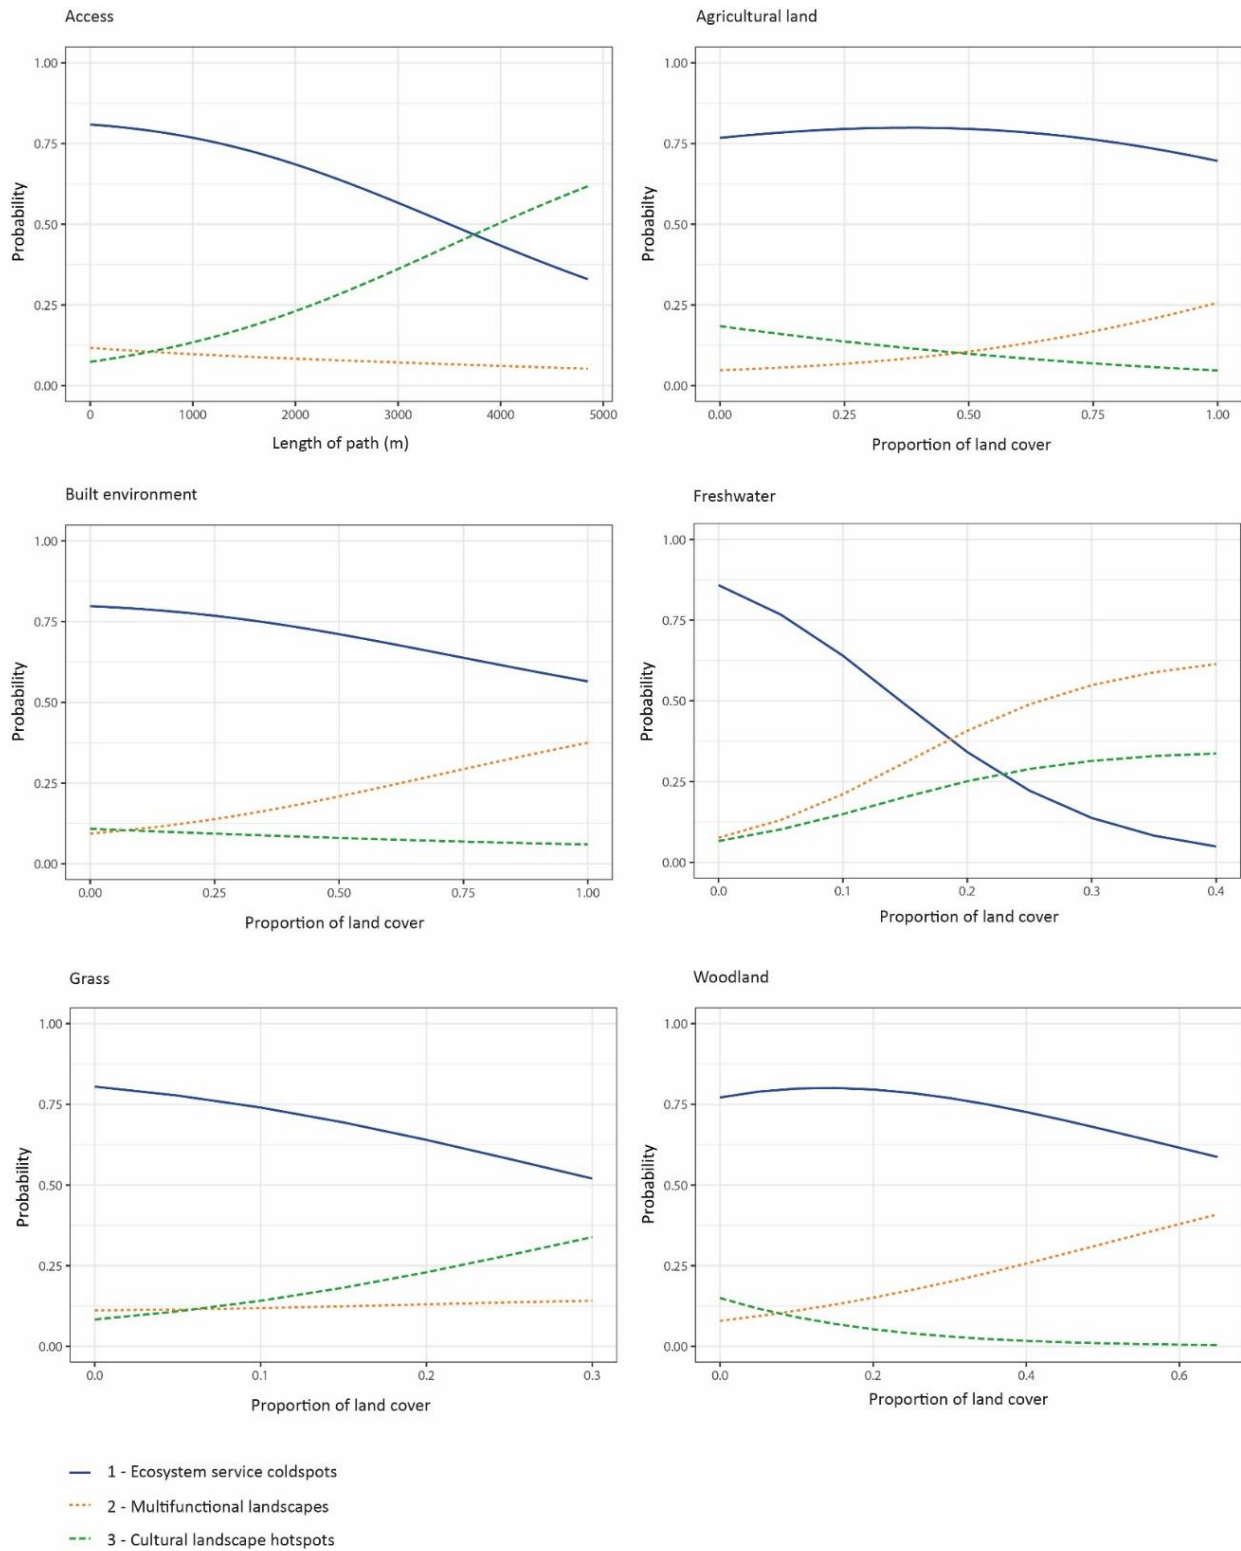 Access
1.00
0.75
0.50
0.25
0.00
Probability
0 1000 2000 3000 4000 5000
Length of path (m)
Agricultural land
1.00
0.75
0.50
0.25
0.00
Probability
0.00 0.25 0.50 0.75 1.00
Proportion of land cover
Built environment
1.00
0.75
0.50
0.25
0.00
Probability
0.00 0.25 0.50 0.75 1.00
Proportion of land cover
Freshwater
1.00
0.75
0.50
0.25
0.00
Probability
0.0 0.1 0.2 0.3 0.4
Proportion of land cover
Grass
1.00
0.75
0.50
0.25
0.00
Probability
0.0 0.1 0.2 0.3
Proportion of land cover
Woodland
1.00
0.75
0.50
0.25
0.00
Probability
0.0 0.2 0.4 0.6
Proportion of land cover
1 - Ecosystem service coldspots
2 - Multifunctional landscapes
3 - Cultural landscape hotspots